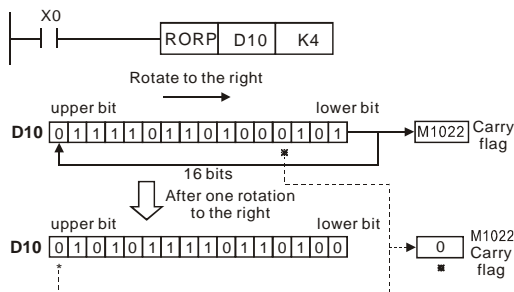 X0
RORP D10 K4
Rotate to the right
upper bit lower bit
D10 0 1 1 1 1 0 1 1 0 1 0 0 0 1 0 1 M1022 Carry flag
*
16 bits
After one rotation
to the right
upper bit lower bit
D10 0 1 0 1 0 1 1 1 1 0 1 1 0 1 0 0 0 M1022 Carry flag
* *